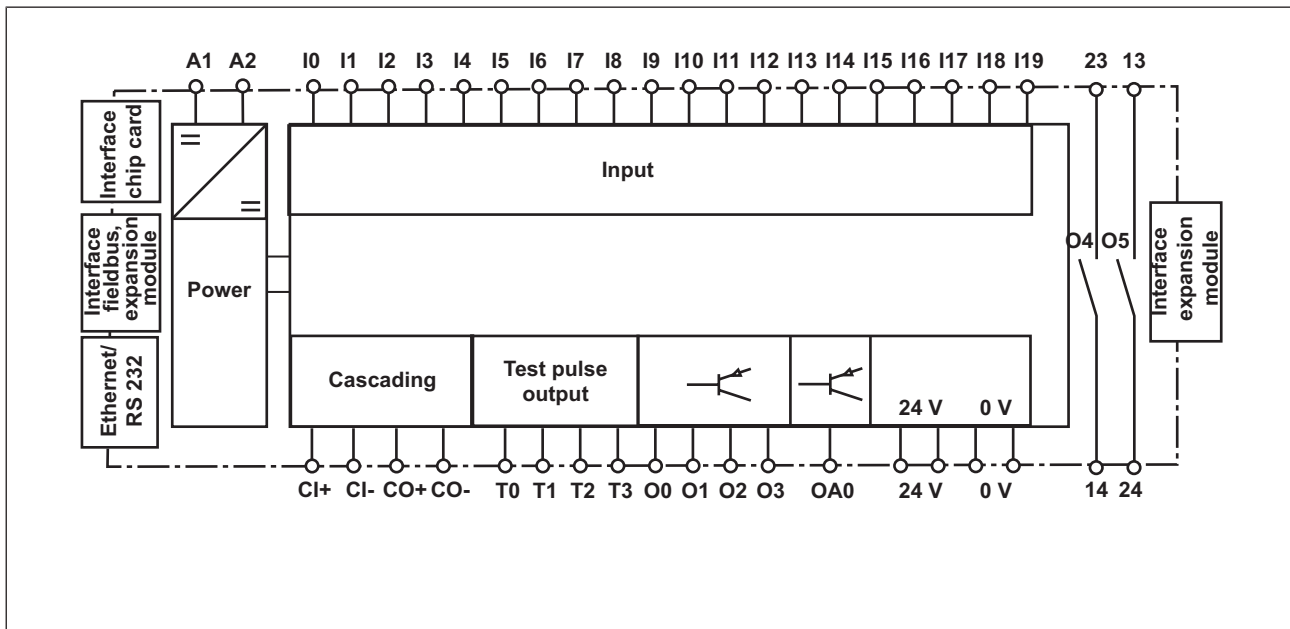 A1 A2 I0 I1 I2 I3 I4 I5 I6 I7 I8 I9 I10 I11 I12 I13 I14 I15 I16 I17 I18 I19 23 13
Interface
chip card
Input
Interface
fieldbus,
expansion
module
Power
O4 O5
Interface
expansion
module
Ethernet/
RS 232
Cascading
Test pulse
output
24 V 0 V
CI+ CI- CO+ CO- T0 T1 T2 T3 O0 O1 O2 O3 OA0 24 V 0 V 14 24